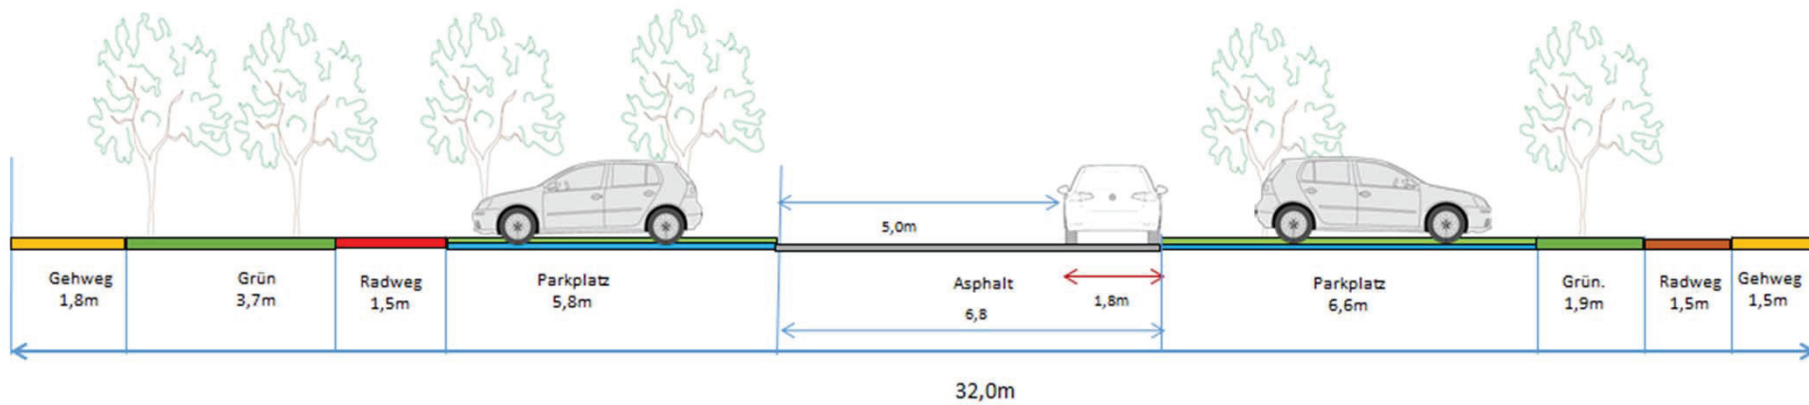 5,0m
Gehweg
1,8m
Grün
3,7m
Radweg
1,5m
Parkplatz
5,8m
Asphalt
1,8m
6,8
Parkplatz
6,6m
Grün.
1,9m
Radweg
1,5m
Gehweg
1,5m
32,0m